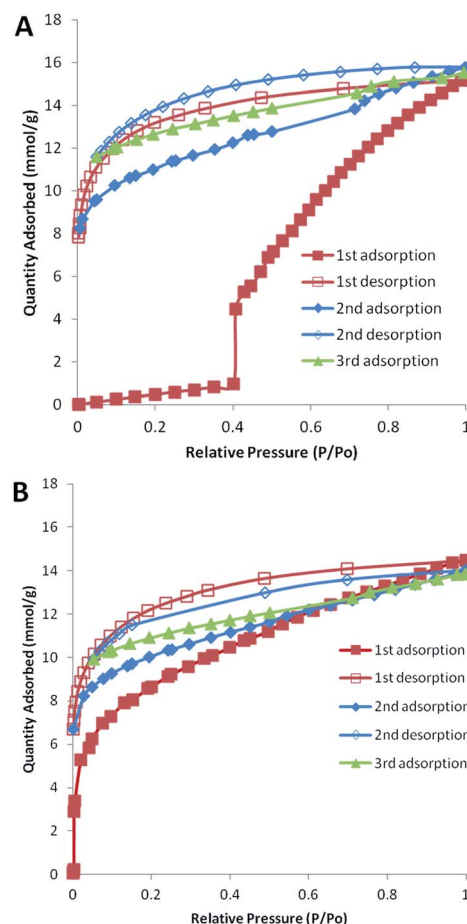 A
18
16
14
12
10
8
6
4
2
0
Quantity Adsorbed (mmol/g)
1st adsorption
1st desorption
2nd adsorption
2nd desorption
3rd adsorption
0 0.2 0.4 0.6 0.8 1
Relative Pressure (P/Po)
B
18
16
14
12
10
8
6
4
2
0
Quantity Adsorbed (mmol/g)
1st adsorption
1st desorption
2nd adsorption
2nd desorption
3rd adsorption
0 0.2 0.4 0.6 0.8 1
Relative Pressure (P/Po)